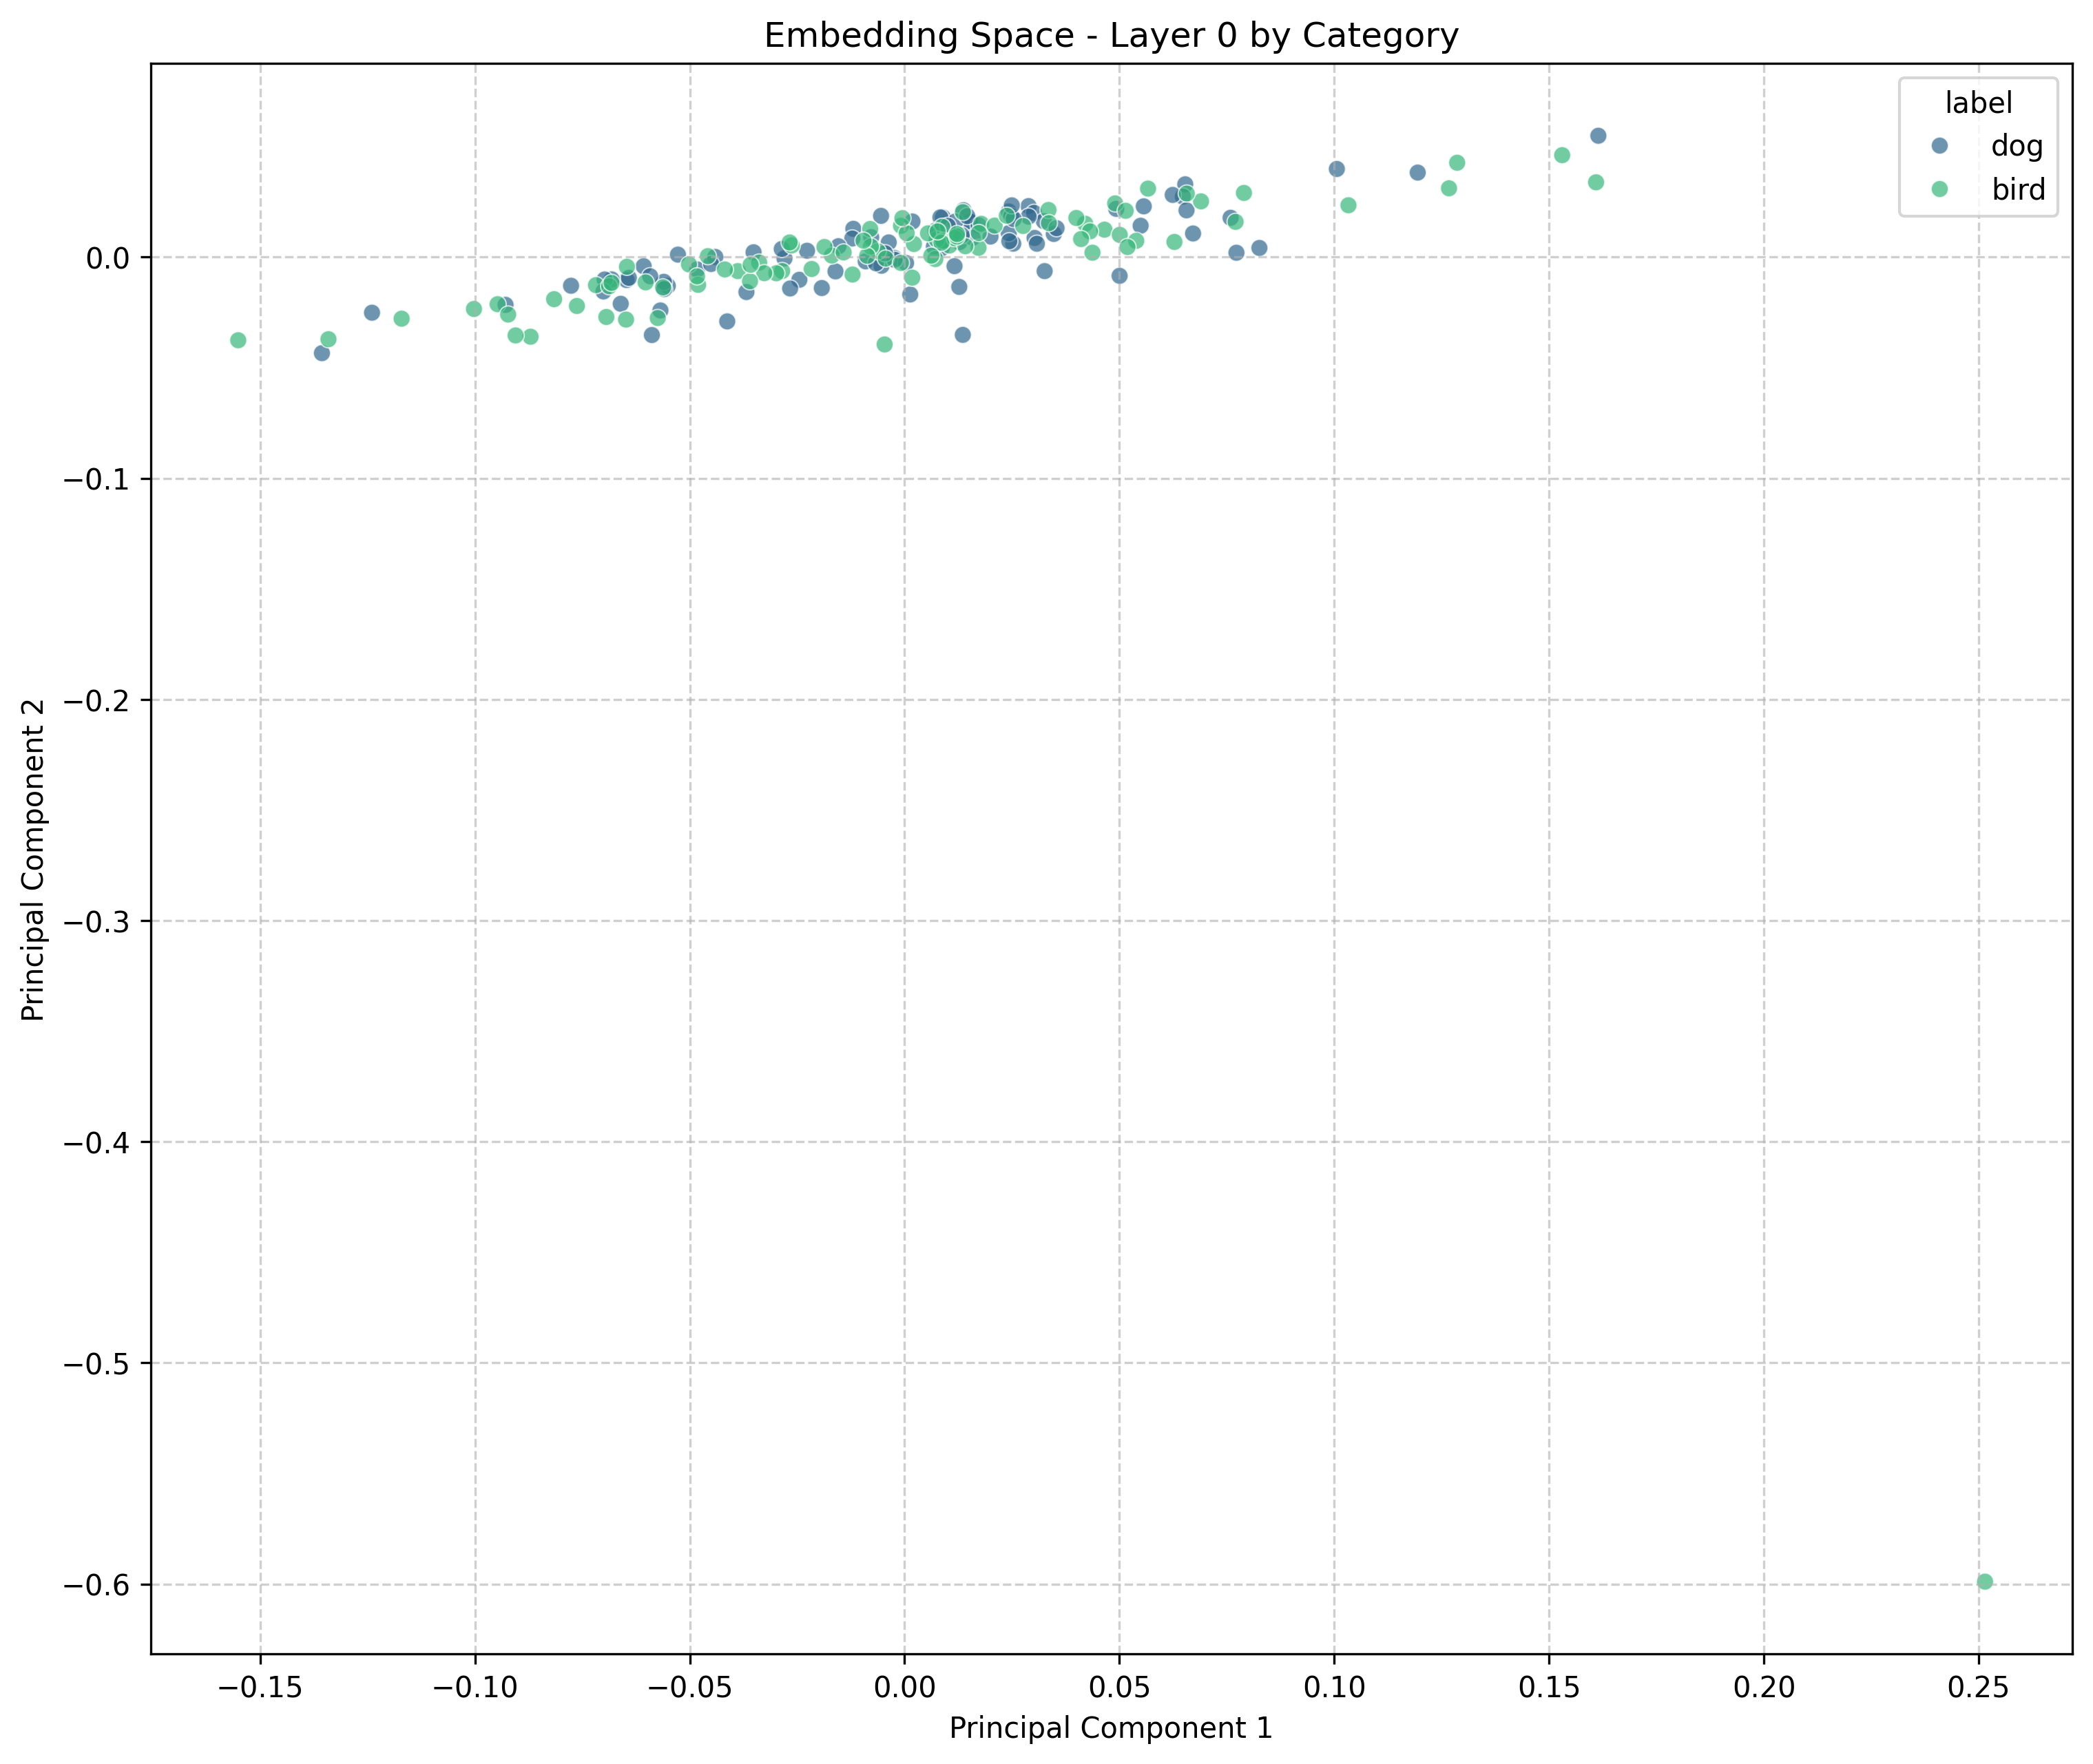 Embedding Space - Layer 0 by Category
label
dog
bird
0.0
−0.1
−0.2
−0.3
−0.4
−0.5
−0.6
Principal Component 2
−0.15
−0.10
−0.05
0.00
0.05
0.10
0.15
0.20
0.25
Principal Component 1